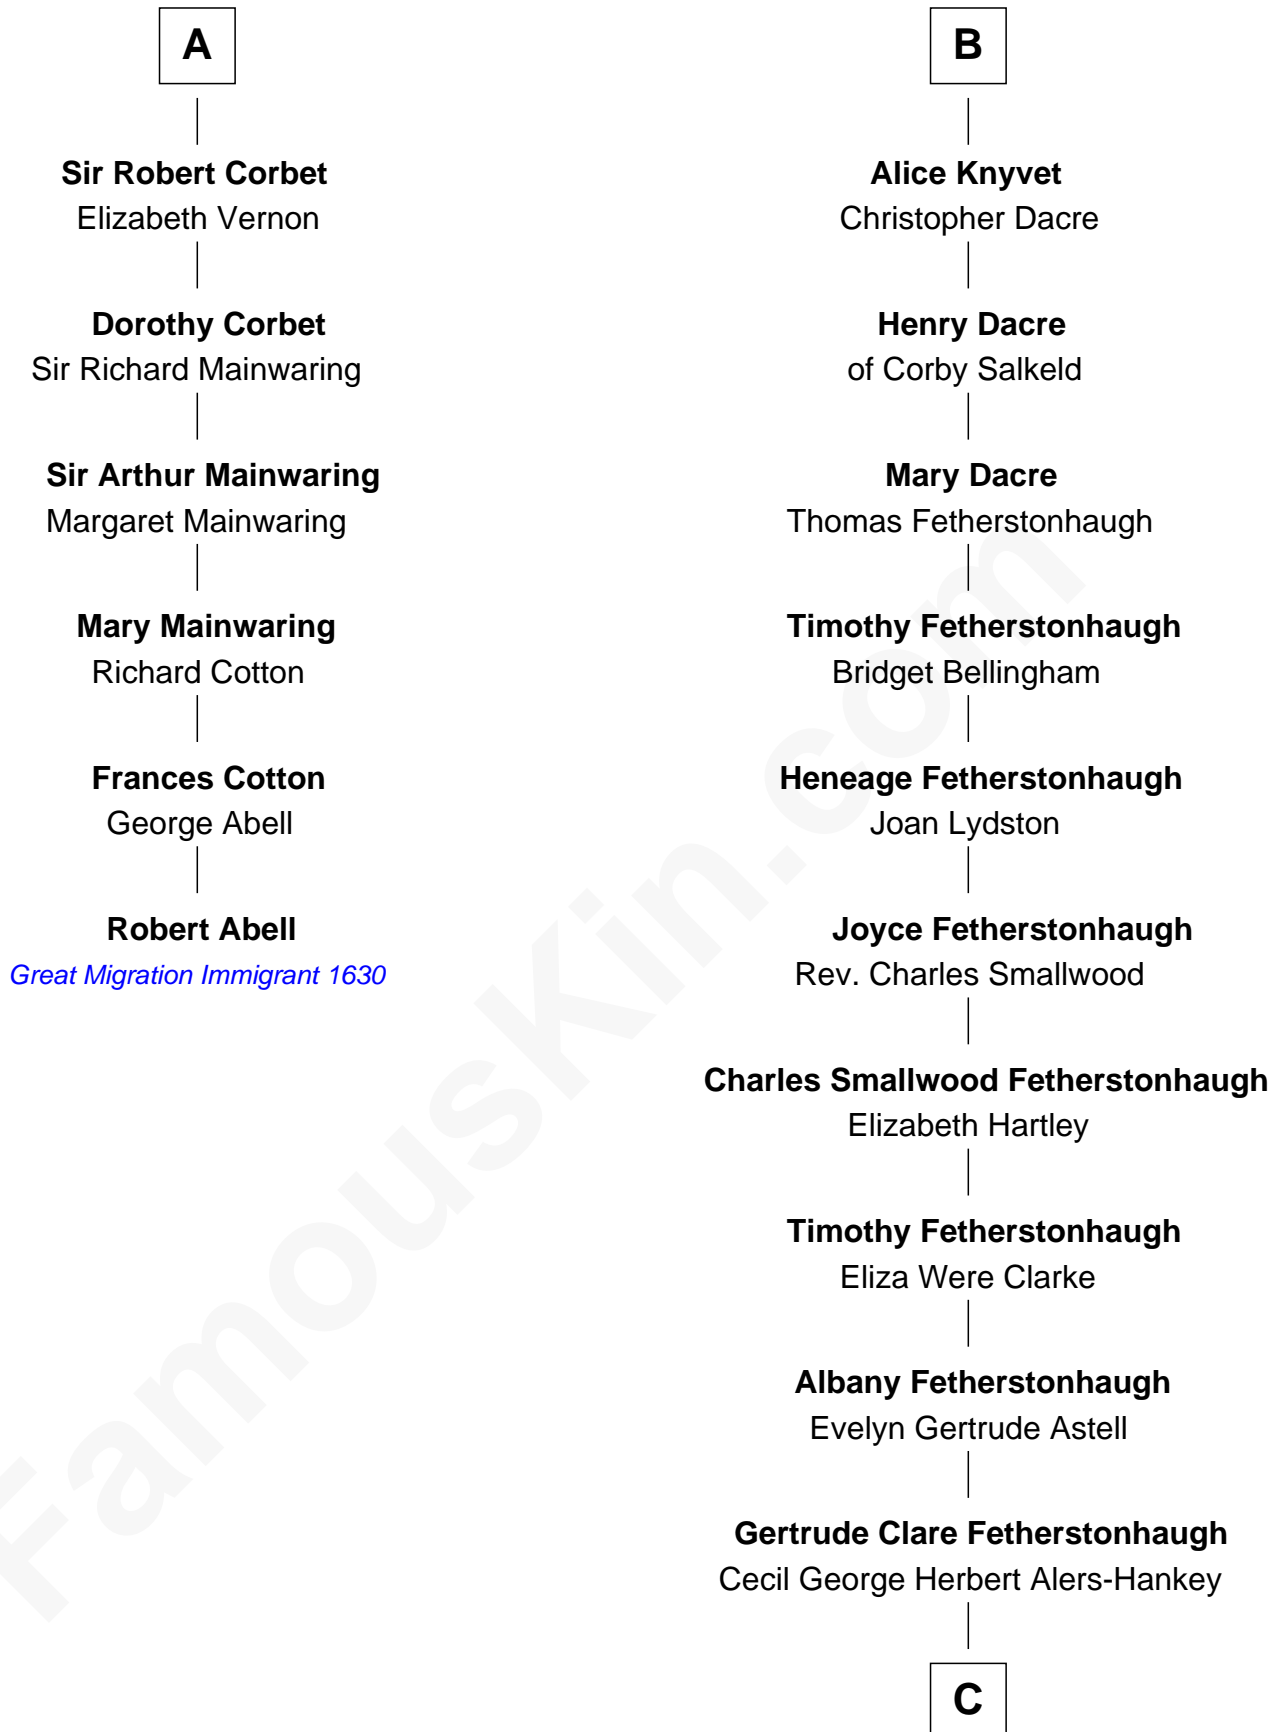 A
Sir Robert Corbet
Elizabeth Vernon
Dorothy Corbet
Sir Richard Mainwaring
Sir Arthur Mainwaring
Margaret Mainwaring
Mary Mainwaring
Richard Cotton
Frances Cotton
George Abell
Robert Abell
Great Migration Immigrant 1630
B
Alice Knyvet
Christopher Dacre
Henry Dacre
of Corby Salkeld
Mary Dacre
Thomas Fetherstonhaugh
Timothy Fetherstonhaugh
Bridget Bellingham
Heneage Fetherstonhaugh
Joan Lydston
Joyce Fetherstonhaugh
Rev. Charles Smallwood
Charles Smallwood Fetherstonhaugh
Elizabeth Hartley
Timothy Fetherstonhaugh
Eliza Were Clarke
Albany Fetherstonhaugh
Evelyn Gertrude Astell
Gertrude Clare Fetherstonhaugh
Cecil George Herbert Alers-Hankey
C
FamousKin.com